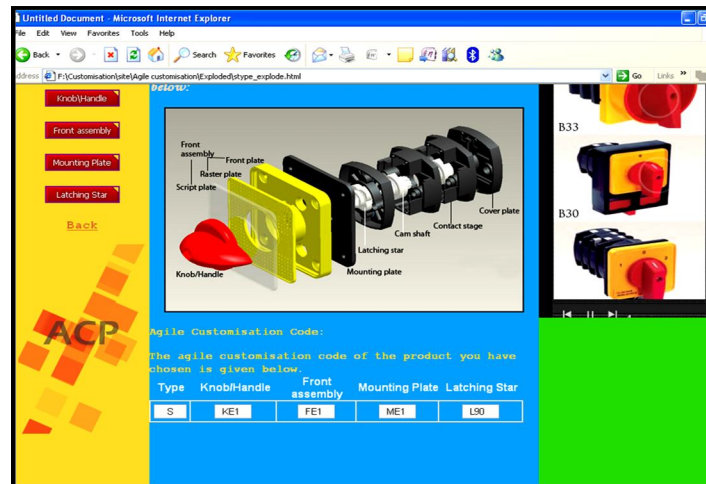 Untitled Document - Microsoft Internet Explorer
File Edit View Favorites Tools Help
Back Search Favorites
Address F:\Customisation\site\Agile customisation\Exploded\stype_explode.html Go Links »
below:
Knob\Handle
Front assembly
Mounting Plate
Latching Star
Back
ACP
Front assembly
Front plate
Raster plate
Script plate
Knob/Handle
Mounting plate
Latching star
Cam shaft
Contact stage
Cover plate
B33
B30
Agile Customisation Code:
The agile customisation code of the product you have
chosen is given below.
Type Knob/Handle Front assembly Mounting Plate Latching Star
S KE1 FE1 ME1 L90